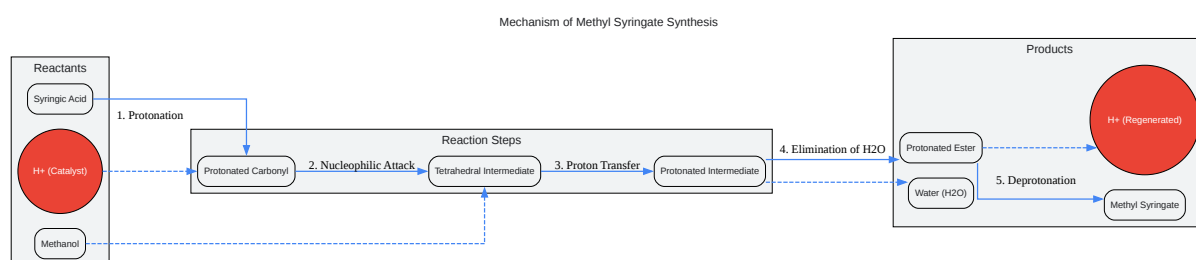 Mechanism of Methyl Syringate Synthesis
Reactants
Syringic Acid
H+ (Catalyst)
Methanol
1. Protonation
Reaction Steps
Protonated Carbonyl
2. Nucleophilic Attack
Tetrahedral Intermediate
3. Proton Transfer
Protonated Intermediate
4. Elimination of H2O
Products
Protonated Ester
Water (H2O)
5. Deprotonation
H+ (Regenerated)
Methyl Syringate